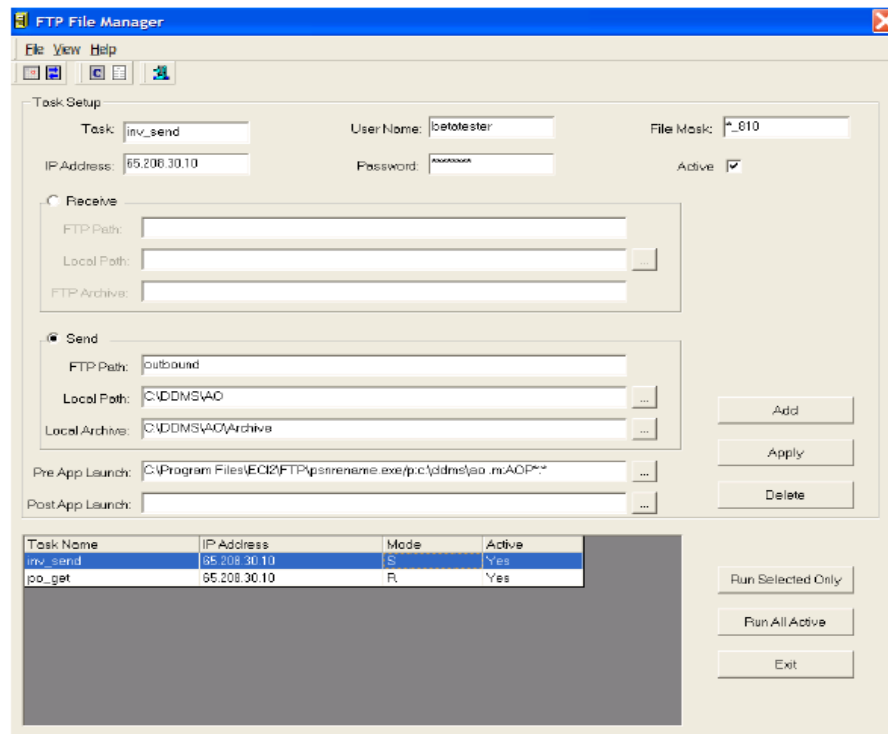 FTP File Manager
File View Help
Task Setup
Task: inv_send
User Name: betatester
File Mask: *_810
IP Address: 65.208.30.10
Password: ********
Active
Receive
FTP Path:
Local Path:
...
FTP Archive:
Send
FTP Path: outbound
Local Path: C:\DDMS\AO
...
Local Archive: C:\DDMS\AO\Archive
...
Add
Pre App Launch: C:\Program Files\ECI2\FTP\psnrename.exe/p:c:\ddms\ao .m:AOP*.*
...
Apply
Post App Launch:
...
Delete
Task Name IP Address Mode Active
inv_send 65.208.30.10 S Yes
po_get 65.208.30.10 R Yes
Run Selected Only
Run All Active
Exit